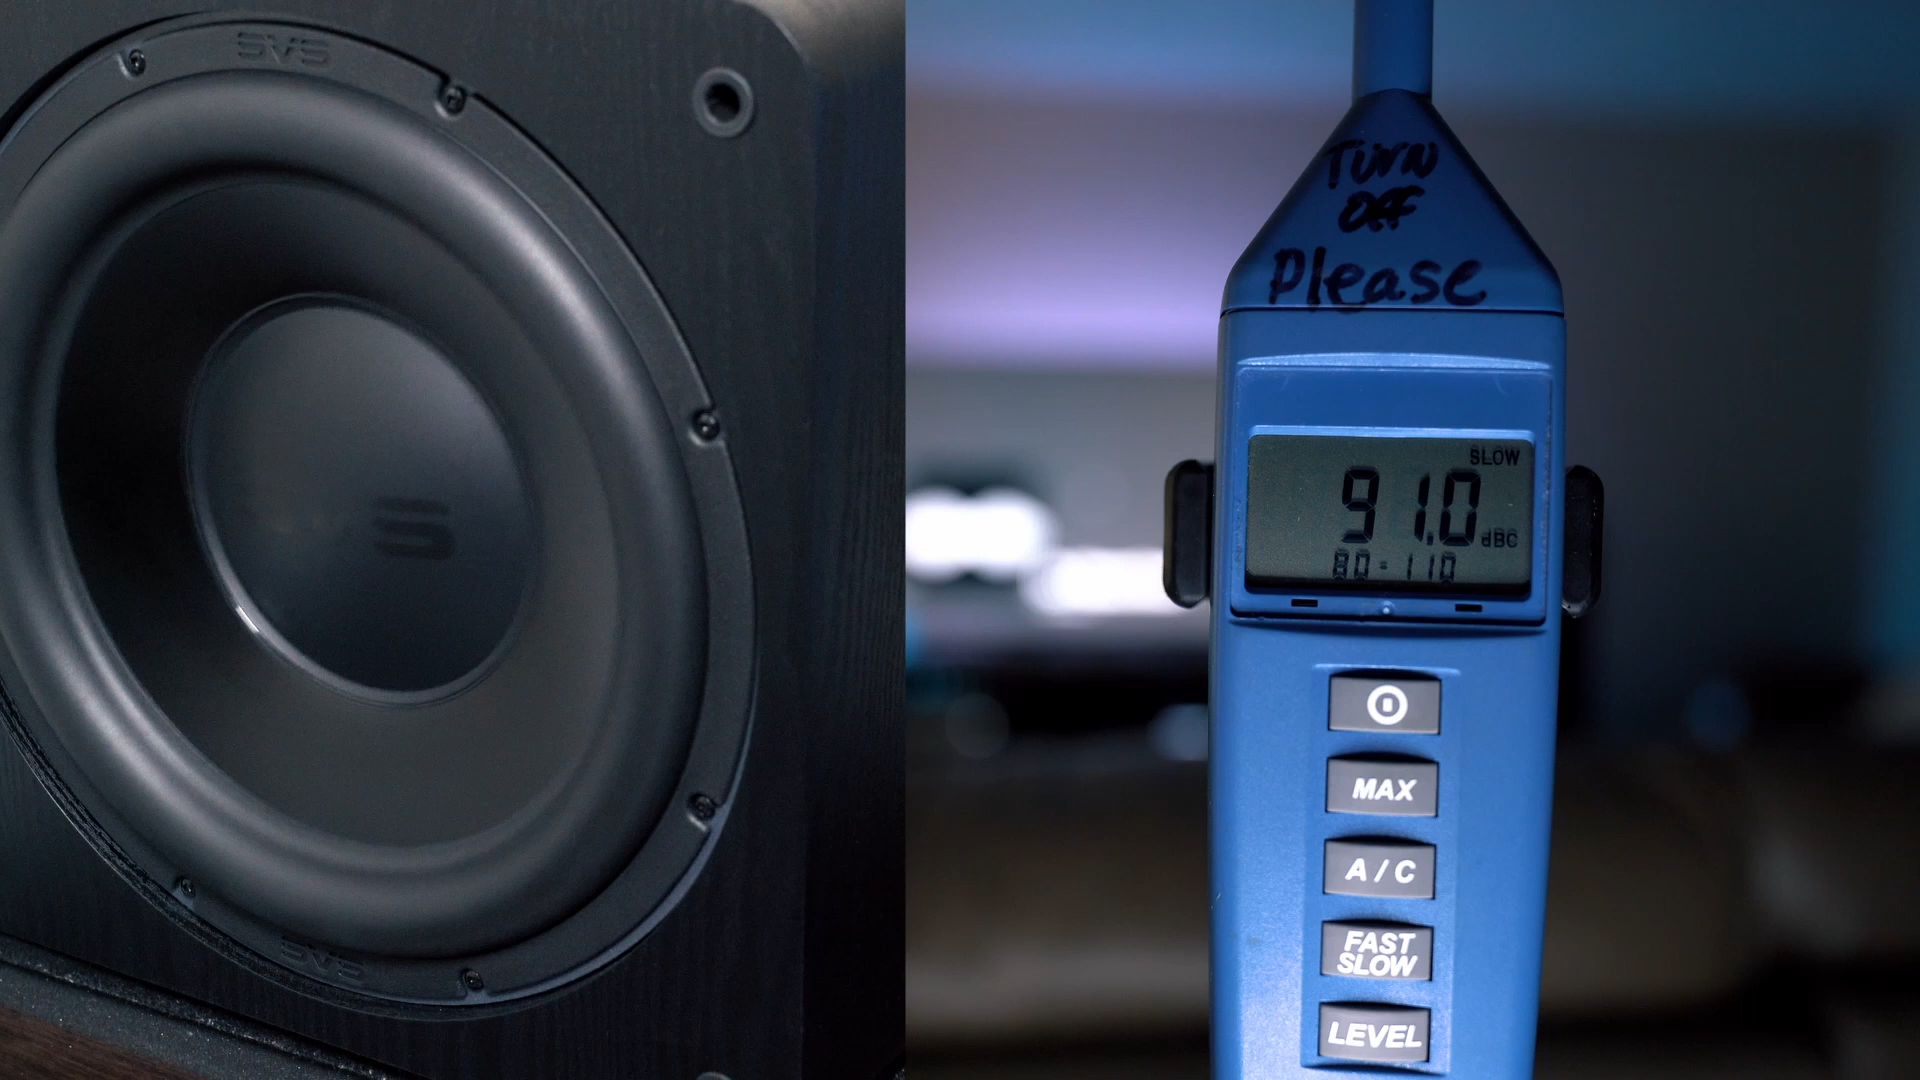 SVS
S
SVS
Turn
Off
Please
SLOW
91.0
dBC
80-110
MAX
A/C
FAST
SLOW
LEVEL